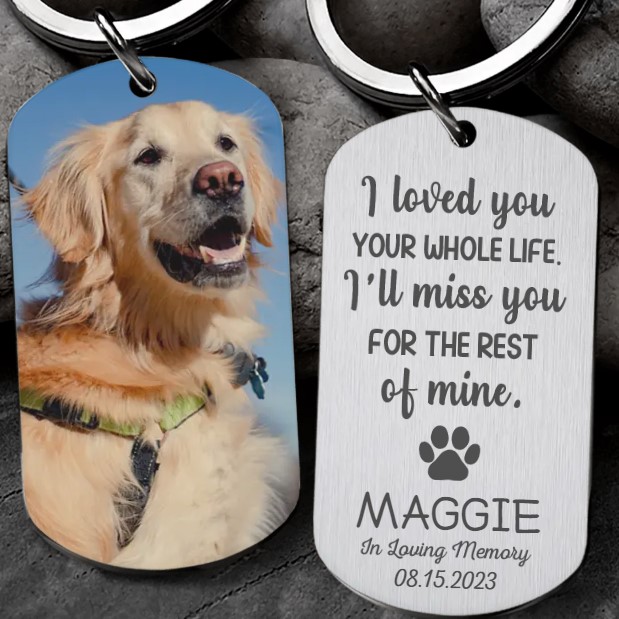 I loved you
YOUR WHOLE LIFE.
I'll miss you
FOR THE REST
of mine.
MAGGIE
In Loving Memory
08.15.2023